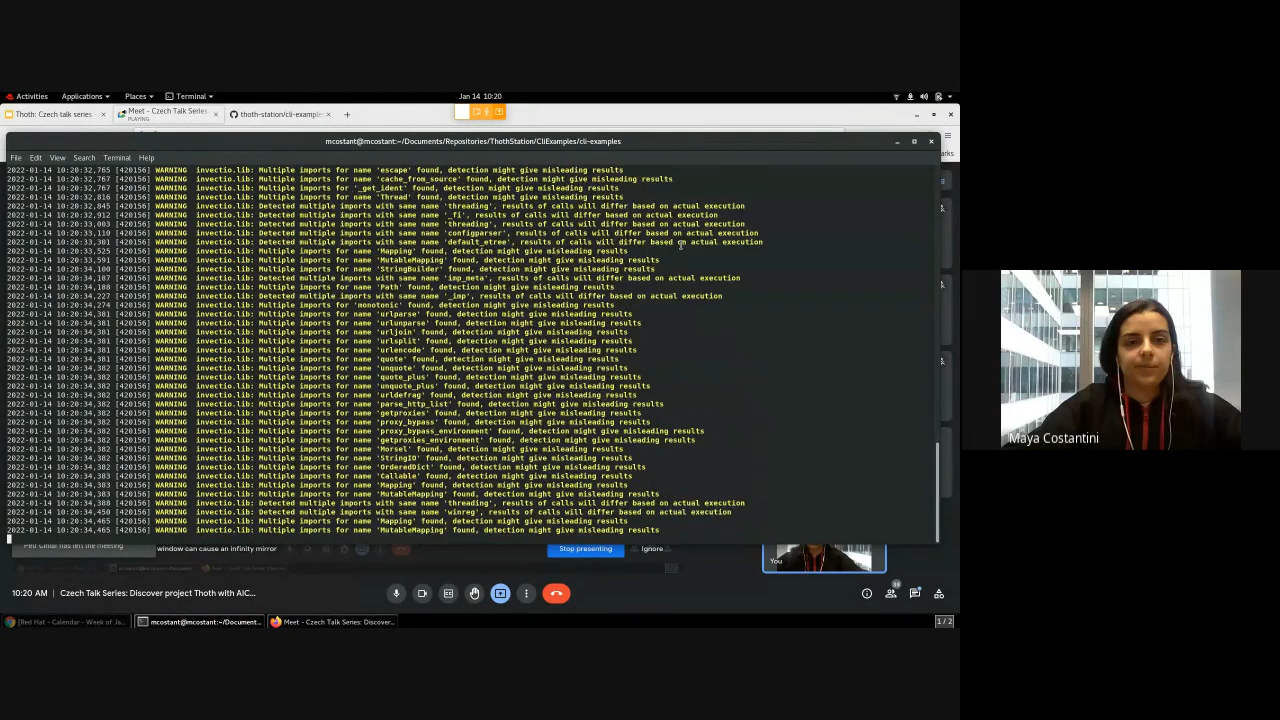 Activities Applications Places Terminal Jan 14 10:20
Thoth: Czech talk series × Meet - Czech Talk Series × thoth-station/cli-examples × +
PLAYING
mcostant@mcostant:~/Documents/Repositories/ThothStation/CliExamples/cli-examples
File Edit View Search Terminal Help
2022-01-14 10:20:32,765 [420156] WARNING invectio.lib: Multiple imports for name 'escape' found, detection might give misleading results
2022-01-14 10:20:32,767 [420156] WARNING invectio.lib: Multiple imports for name 'cache_from_source' found, detection might give misleading results
2022-01-14 10:20:32,767 [420156] WARNING invectio.lib: Multiple imports for '_get_ident' found, detection might give misleading results
2022-01-14 10:20:32,816 [420156] WARNING invectio.lib: Multiple imports for name 'Thread' found, detection might give misleading results
2022-01-14 10:20:32,845 [420156] WARNING invectio.lib: Detected multiple imports with same name 'threading', results of calls will differ based on actual execution
2022-01-14 10:20:32,912 [420156] WARNING invectio.lib: Detected multiple imports with same name '_fi', results of calls will differ based on actual execution
2022-01-14 10:20:33,003 [420156] WARNING invectio.lib: Detected multiple imports with same name 'threading', results of calls will differ based on actual execution
2022-01-14 10:20:33,110 [420156] WARNING invectio.lib: Detected multiple imports with same name 'configparser', results of calls will differ based on actual execution
2022-01-14 10:20:33,301 [420156] WARNING invectio.lib: Detected multiple imports with same name 'default_etree', results of calls will differ based on actual execution
2022-01-14 10:20:33,525 [420156] WARNING invectio.lib: Multiple imports for name 'Mapping' found, detection might give misleading results
2022-01-14 10:20:33,591 [420156] WARNING invectio.lib: Multiple imports for name 'MutableMapping' found, detection might give misleading results
2022-01-14 10:20:34,100 [420156] WARNING invectio.lib: Multiple imports for name 'StringBuilder' found, detection might give misleading results
2022-01-14 10:20:34,187 [420156] WARNING invectio.lib: Detected multiple imports with same name 'imp_meta', results of calls will differ based on actual execution
2022-01-14 10:20:34,188 [420156] WARNING invectio.lib: Multiple imports for name 'Path' found, detection might give misleading results
2022-01-14 10:20:34,227 [420156] WARNING invectio.lib: Detected multiple imports with same name '_imp', results of calls will differ based on actual execution
2022-01-14 10:20:34,274 [420156] WARNING invectio.lib: Multiple imports for 'monotonic' found, detection might give misleading results
2022-01-14 10:20:34,381 [420156] WARNING invectio.lib: Multiple imports for name 'urlparse' found, detection might give misleading results
2022-01-14 10:20:34,381 [420156] WARNING invectio.lib: Multiple imports for name 'urlunparse' found, detection might give misleading results
2022-01-14 10:20:34,381 [420156] WARNING invectio.lib: Multiple imports for name 'urljoin' found, detection might give misleading results
2022-01-14 10:20:34,381 [420156] WARNING invectio.lib: Multiple imports for name 'urlsplit' found, detection might give misleading results
2022-01-14 10:20:34,381 [420156] WARNING invectio.lib: Multiple imports for name 'urlencode' found, detection might give misleading results
2022-01-14 10:20:34,381 [420156] WARNING invectio.lib: Multiple imports for name 'quote' found, detection might give misleading results
2022-01-14 10:20:34,382 [420156] WARNING invectio.lib: Multiple imports for name 'unquote' found, detection might give misleading results
2022-01-14 10:20:34,382 [420156] WARNING invectio.lib: Multiple imports for name 'quote_plus' found, detection might give misleading results
2022-01-14 10:20:34,382 [420156] WARNING invectio.lib: Multiple imports for name 'unquote_plus' found, detection might give misleading results
2022-01-14 10:20:34,382 [420156] WARNING invectio.lib: Multiple imports for name 'urldefrag' found, detection might give misleading results
2022-01-14 10:20:34,382 [420156] WARNING invectio.lib: Multiple imports for name 'parse_http_list' found, detection might give misleading results
2022-01-14 10:20:34,382 [420156] WARNING invectio.lib: Multiple imports for name 'getproxies' found, detection might give misleading results
2022-01-14 10:20:34,382 [420156] WARNING invectio.lib: Multiple imports for name 'proxy_bypass' found, detection might give misleading results
2022-01-14 10:20:34,382 [420156] WARNING invectio.lib: Multiple imports for name 'proxy_bypass_environment' found, detection might give misleading results
2022-01-14 10:20:34,382 [420156] WARNING invectio.lib: Multiple imports for name 'getproxies_environment' found, detection might give misleading results
2022-01-14 10:20:34,382 [420156] WARNING invectio.lib: Multiple imports for name 'Morsel' found, detection might give misleading results
2022-01-14 10:20:34,382 [420156] WARNING invectio.lib: Multiple imports for name 'StringIO' found, detection might give misleading results
2022-01-14 10:20:34,382 [420156] WARNING invectio.lib: Multiple imports for name 'OrderedDict' found, detection might give misleading results
2022-01-14 10:20:34,383 [420156] WARNING invectio.lib: Multiple imports for name 'Callable' found, detection might give misleading results
2022-01-14 10:20:34,383 [420156] WARNING invectio.lib: Multiple imports for name 'Mapping' found, detection might give misleading results
2022-01-14 10:20:34,383 [420156] WARNING invectio.lib: Multiple imports for name 'MutableMapping' found, detection might give misleading results
2022-01-14 10:20:34,388 [420156] WARNING invectio.lib: Detected multiple imports with same name 'threading', results of calls will differ based on actual execution
2022-01-14 10:20:34,450 [420156] WARNING invectio.lib: Detected multiple imports with same name 'winreg', results of calls will differ based on actual execution
2022-01-14 10:20:34,465 [420156] WARNING invectio.lib: Multiple imports for name 'Mapping' found, detection might give misleading results
2022-01-14 10:20:34,465 [420156] WARNING invectio.lib: Multiple imports for name 'MutableMapping' found, detection might give misleading results
has left the meeting window can cause an infinity mirror Stop presenting Ignore
You
10:20 AM | Czech Talk Series: Discover project Thoth with AIC... 38
[Red Hat - Calendar - Week of Ja... mcostant@mcostant:~/Document... Meet - Czech Talk Series: Discover... 1 / 2
Maya Costantini